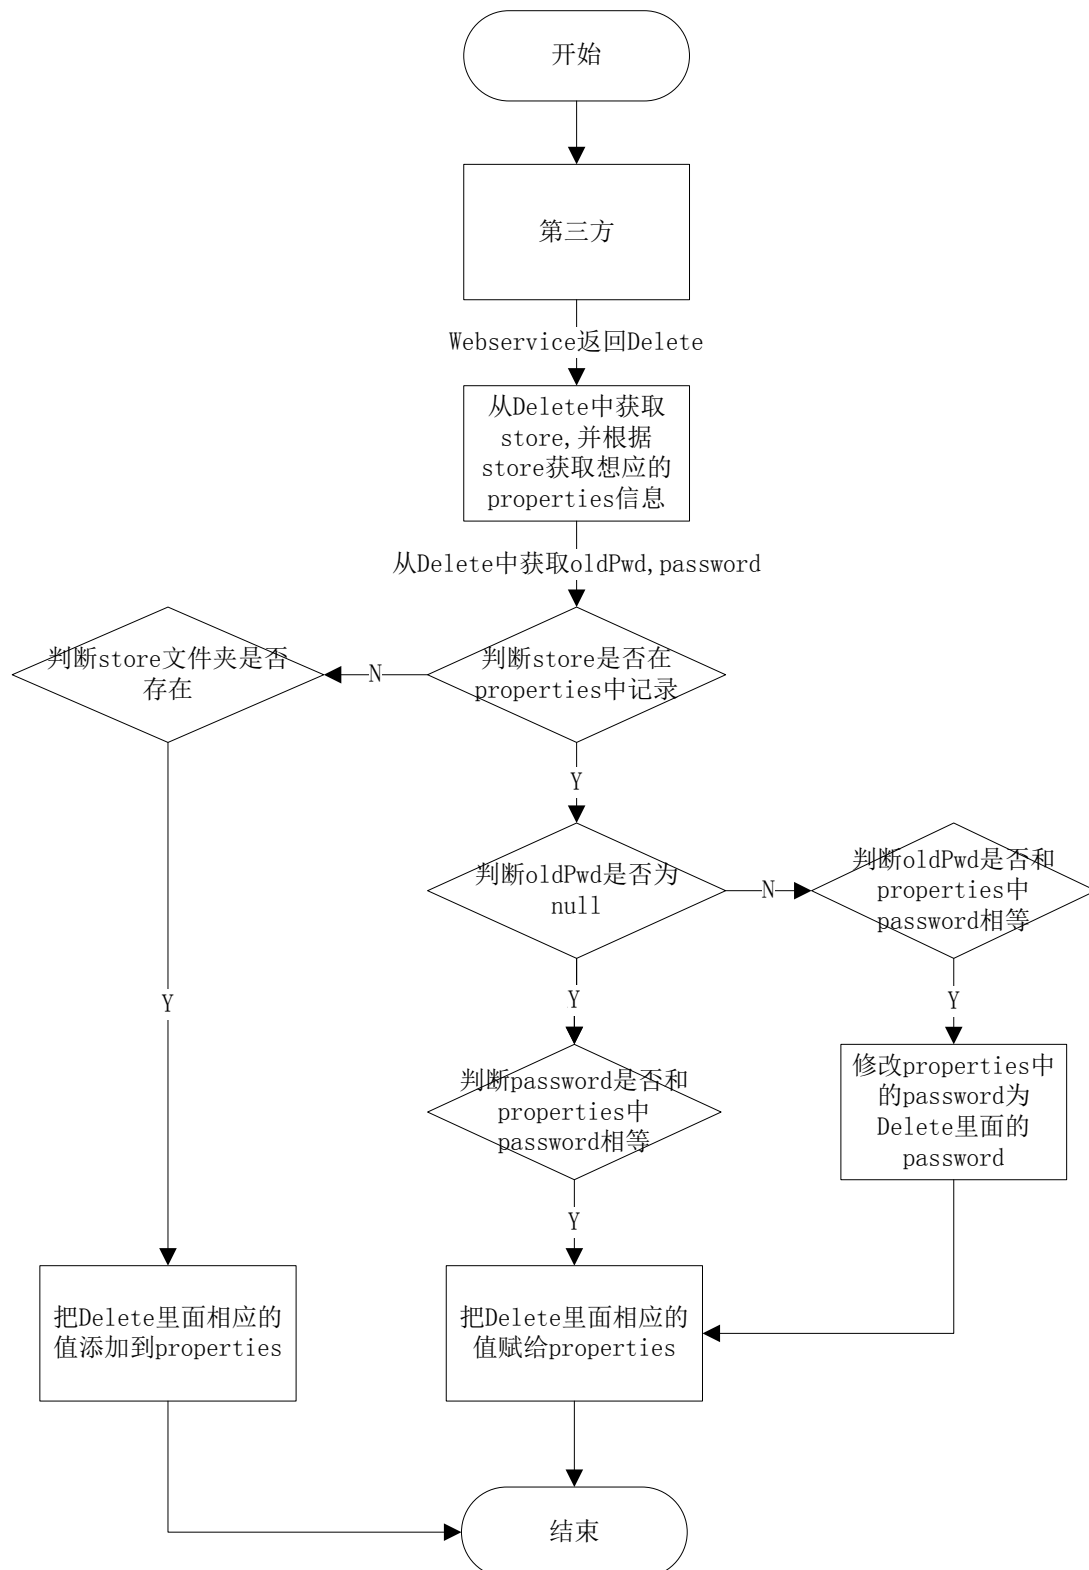 开始
第三方
Webservice返回Delete
从Delete中获取
store,并根据
store获取想应的
properties信息
从Delete中获取oldPwd,password
判断store文件夹是否
存在
N
判断store是否在
properties中记录
Y
判断oldPwd是否为
null
N
判断oldPwd是否和
properties中
password相等
Y
Y
Y
判断password是否和
properties中
password相等
修改properties中
的password为
Delete里面的
password
Y
把Delete里面相应的
值添加到properties
把Delete里面相应的
值赋给properties
结束